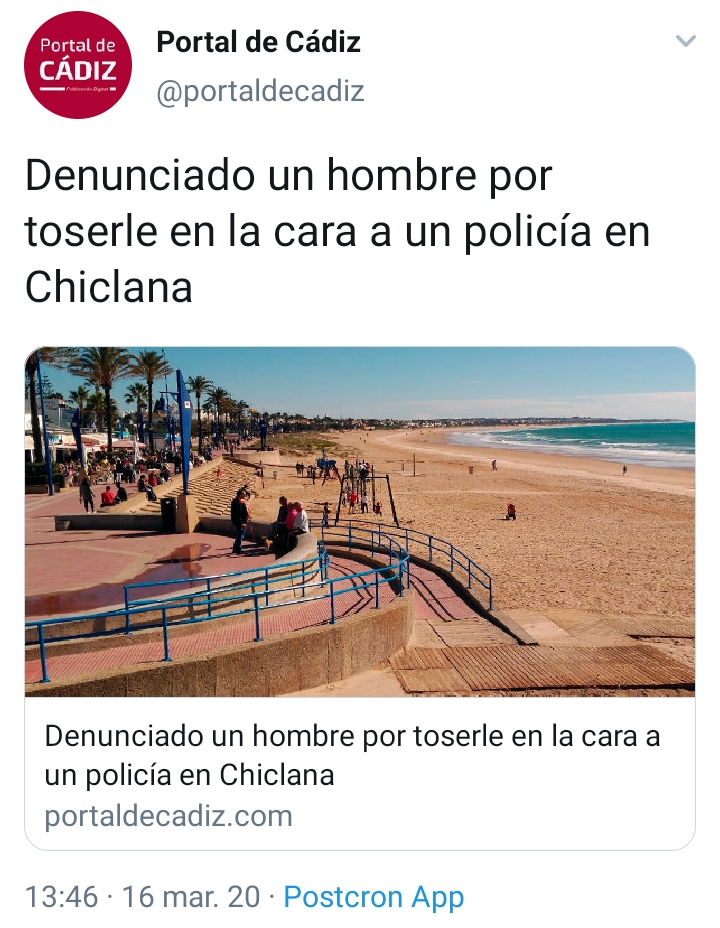 Portal de
CÁDIZ
Publicación Digital
Portal de Cádiz
@portaldecadiz
Denunciado un hombre por
toserle en la cara a un policía en
Chiclana
Denunciado un hombre por toserle en la cara a
un policía en Chiclana
portaldecadiz.com
13:46 · 16 mar. 20 · Postcron App